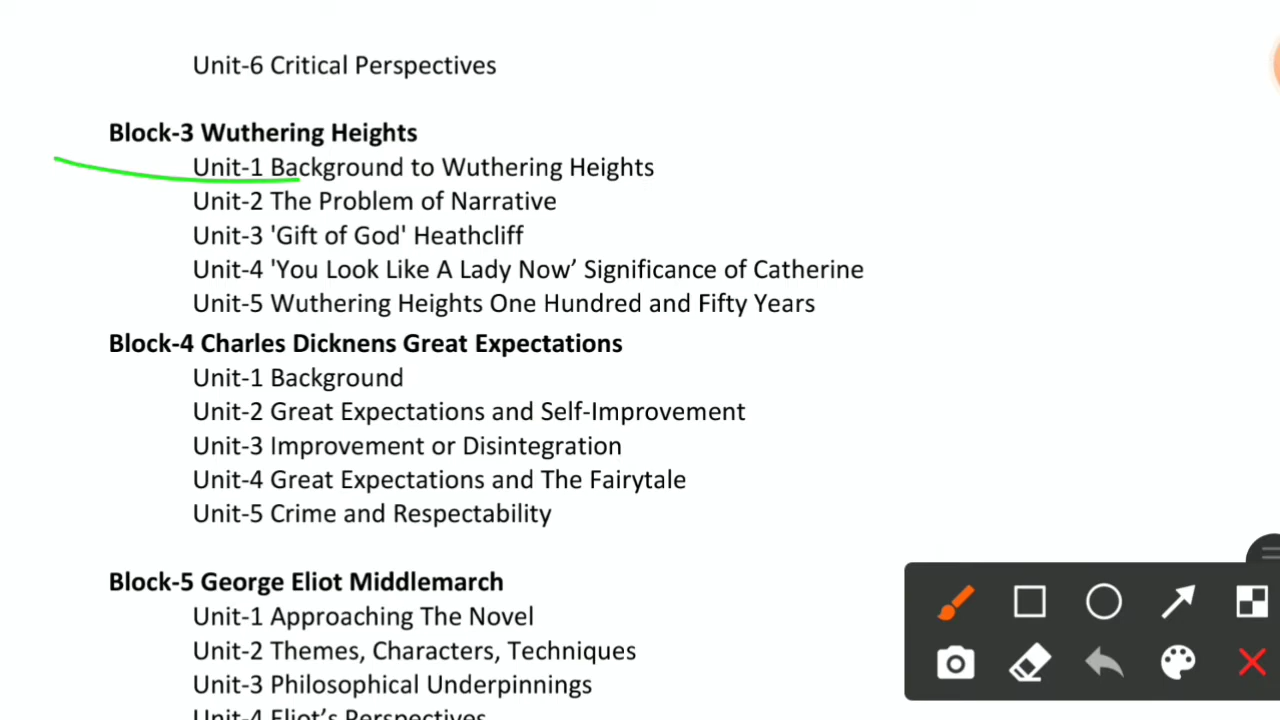 Unit-6 Critical Perspectives
Block-3 Wuthering Heights
Unit-1 Background to Wuthering Heights
Unit-2 The Problem of Narrative
Unit-3 'Gift of God' Heathcliff
Unit-4 'You Look Like A Lady Now’ Significance of Catherine
Unit-5 Wuthering Heights One Hundred and Fifty Years
Block-4 Charles Dicknens Great Expectations
Unit-1 Background
Unit-2 Great Expectations and Self-Improvement
Unit-3 Improvement or Disintegration
Unit-4 Great Expectations and The Fairytale
Unit-5 Crime and Respectability
Block-5 George Eliot Middlemarch
Unit-1 Approaching The Novel
Unit-2 Themes, Characters, Techniques
Unit-3 Philosophical Underpinnings
Unit-4 Eliot’s Perspectives